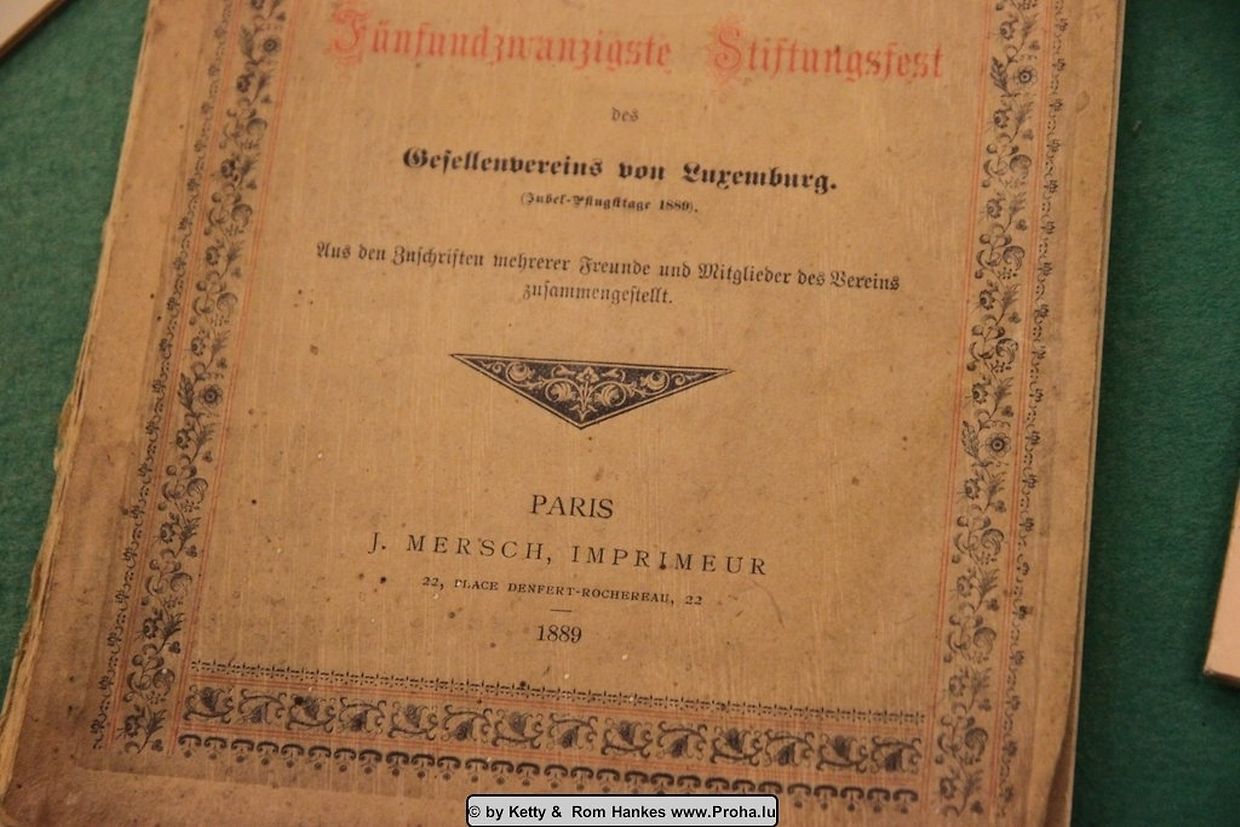 Fünfundzwanzigste Stiftungsfest
des
Gesellenvereins von Luxemburg.
(Jubel-Pfingsttage 1889).
Aus den Zuschriften mehrerer Freunde und Mitglieder des Vereins
zusammengestellt.
PARIS
J. MERSCH, IMPRIMEUR
22, PLACE DENFERT-ROCHEREAU, 22
1889
© by Ketty & Rom Hankes www.Proha.lu